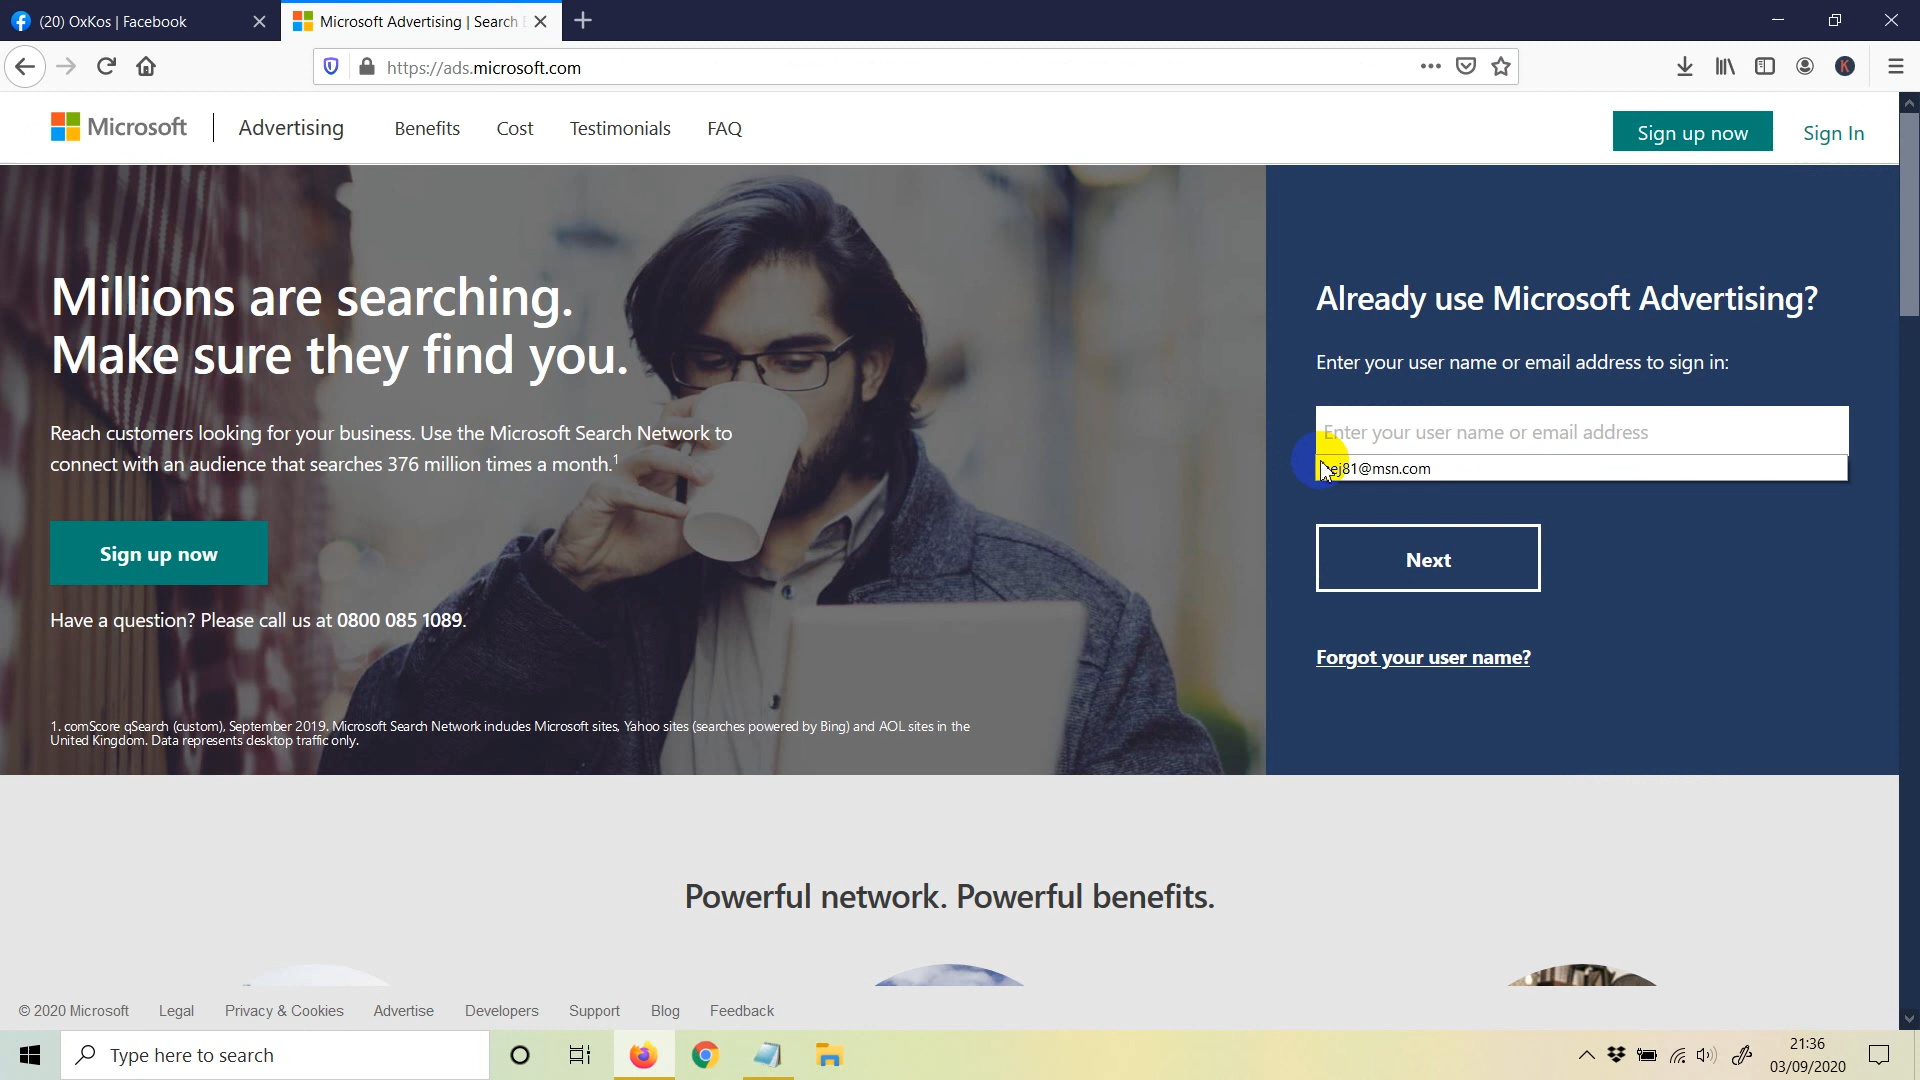 (20) OxKos | Facebook
Microsoft Advertising | Search
https://ads.microsoft.com
Microsoft
Advertising
Benefits
Cost
Testimonials
FAQ
Sign up now
Sign In
Millions are searching.
Make sure they find you.
Reach customers looking for your business. Use the Microsoft Search Network to
connect with an audience that searches 376 million times a month.1
Sign up now
Have a question? Please call us at 0800 085 1089.
1. comScore qSearch (custom), September 2019. Microsoft Search Network includes Microsoft sites, Yahoo sites (searches powered by Bing) and AOL sites in the
United Kingdom. Data represents desktop traffic only.
Already use Microsoft Advertising?
Enter your user name or email address to sign in:
Enter your user name or email address
Next
Forgot your user name?
Powerful network. Powerful benefits.
© 2020 Microsoft
Legal
Privacy & Cookies
Advertise
Developers
Support
Blog
Feedback
Type here to search
K
21:36
03/09/2020